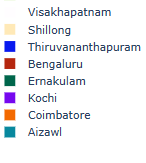 Visakhapatnam
Shillong
Thiruvananthapuram
Bengaluru
Ernakulam
Kochi
Coimbatore
Aizawl